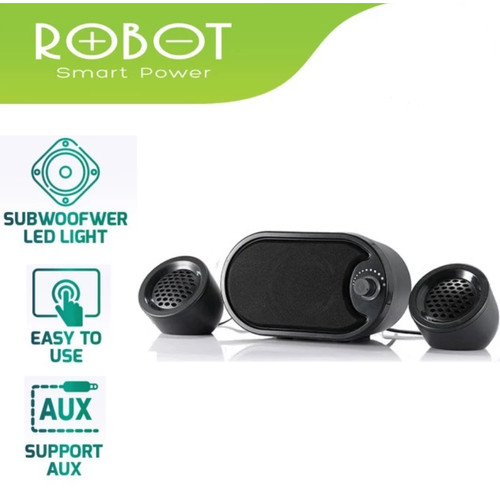 ROBOT
Smart Power
SUBWOOFWER
LED LIGHT
EASY TO
USE
AUX
SUPPORT
AUX